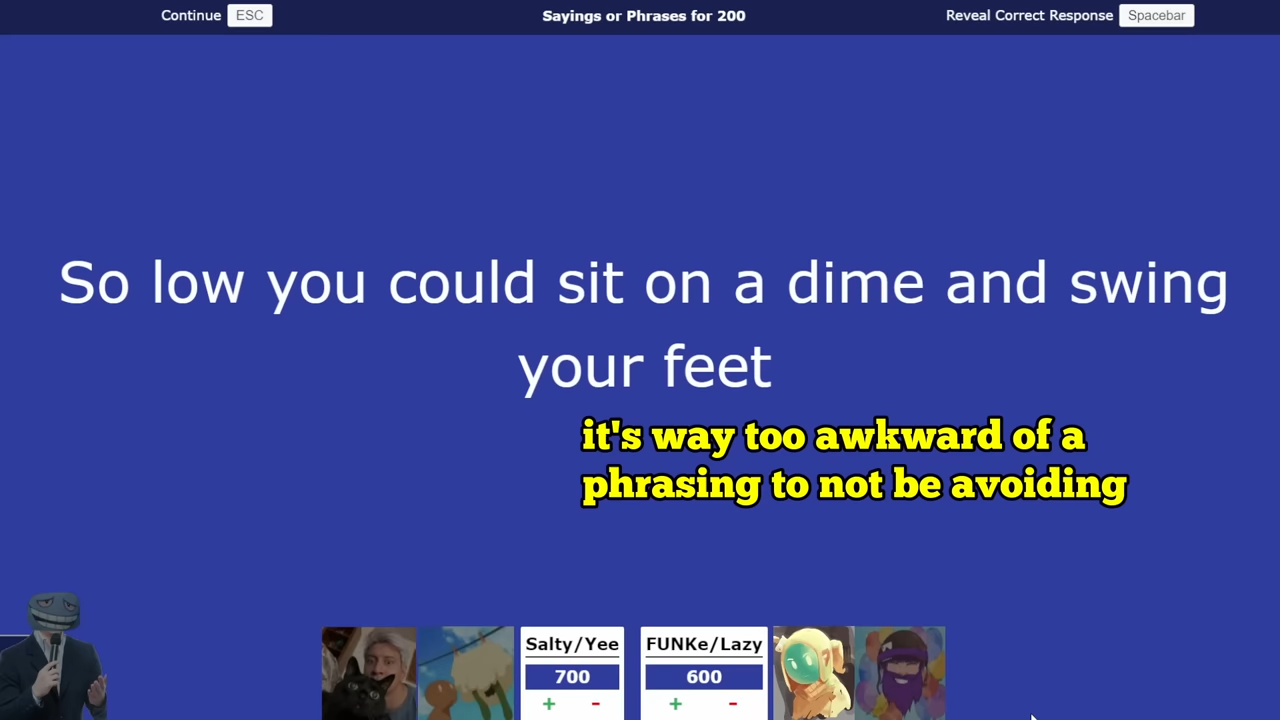 Continue ESC
Sayings or Phrases for 200
Reveal Correct Response Spacebar
So low you could sit on a dime and swing
your feet
it's way too awkward of a
phrasing to not be avoiding
Salty/Yee
700
+ -
FUNKe/Lazy
600
+ -